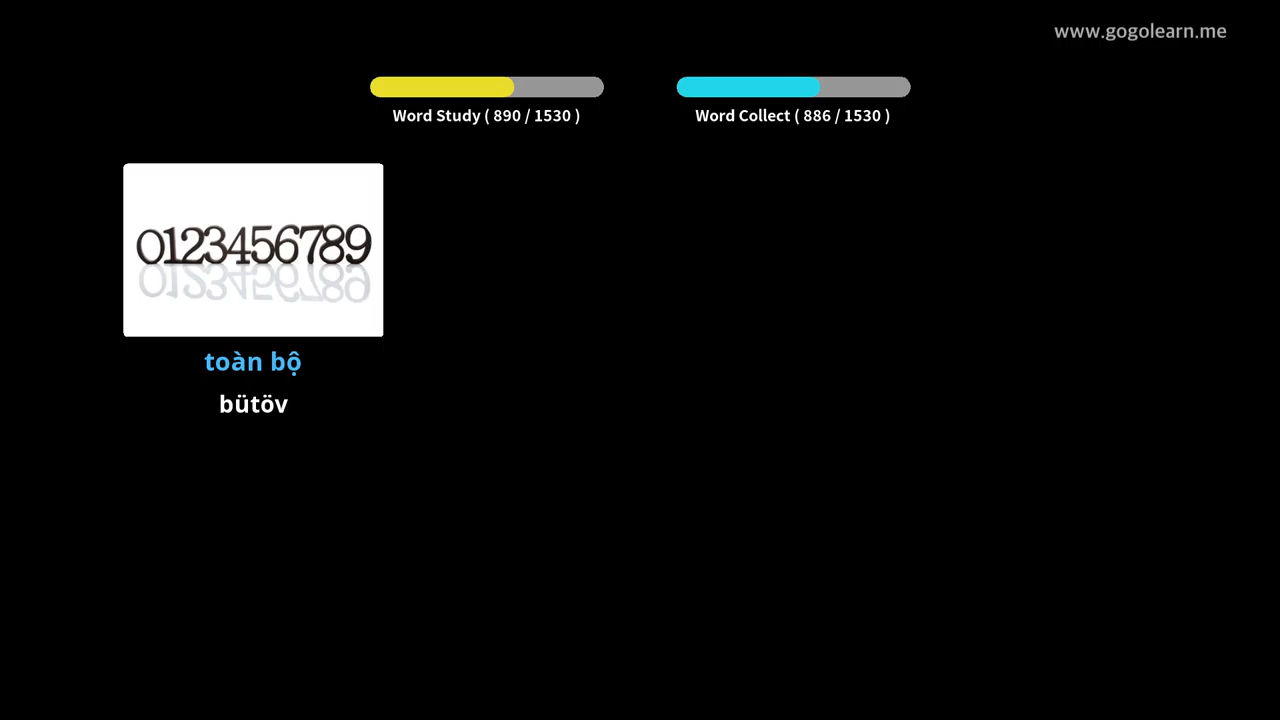 www.gogolearn.me
Word Study ( 890 / 1530 )
Word Collect ( 886 / 1530 )
0123456789
toàn bộ
bütöv